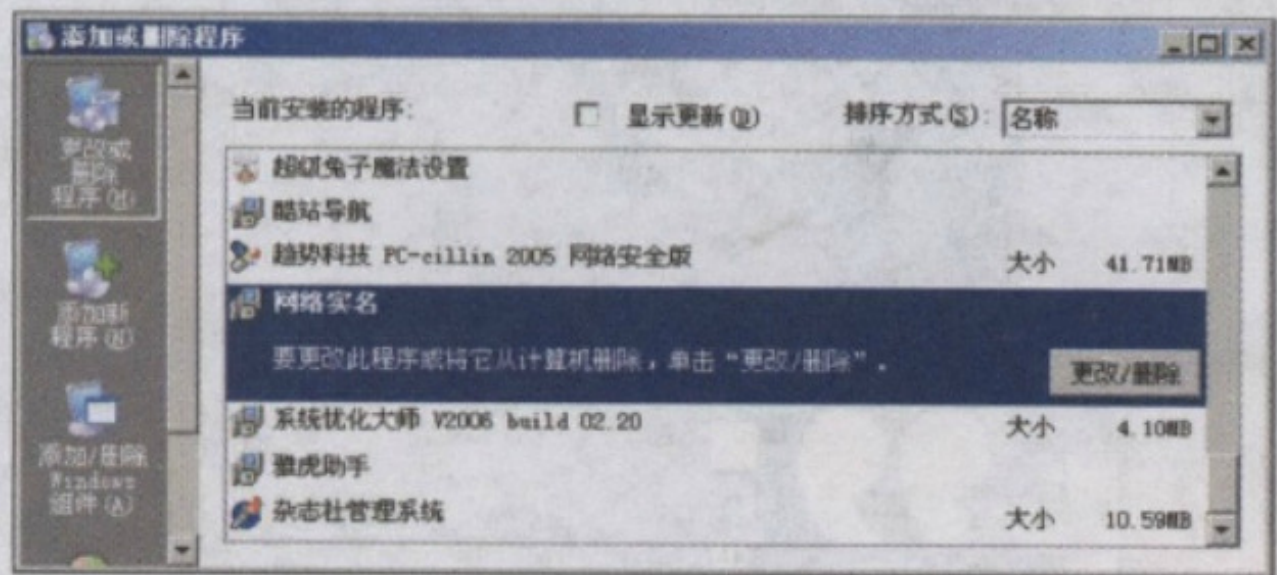 添加或删除程序
更改或
删除
程序(H)
添加新
程序(N)
添加/删除
Windows
组件(A)
当前安装的程序:
显示更新(D)
排序方式(S):
名称
超级兔子魔法设置
酷站导航
趋势科技 PC-cillin 2005 网络安全版 大小 41.71MB
网络实名
要更改此程序或将它从计算机删除，单击“更改/删除”。
更改/删除
系统优化大师 V2006 build 02.20 大小 4.10MB
雅虎助手
杂志社管理系统 大小 10.59MB